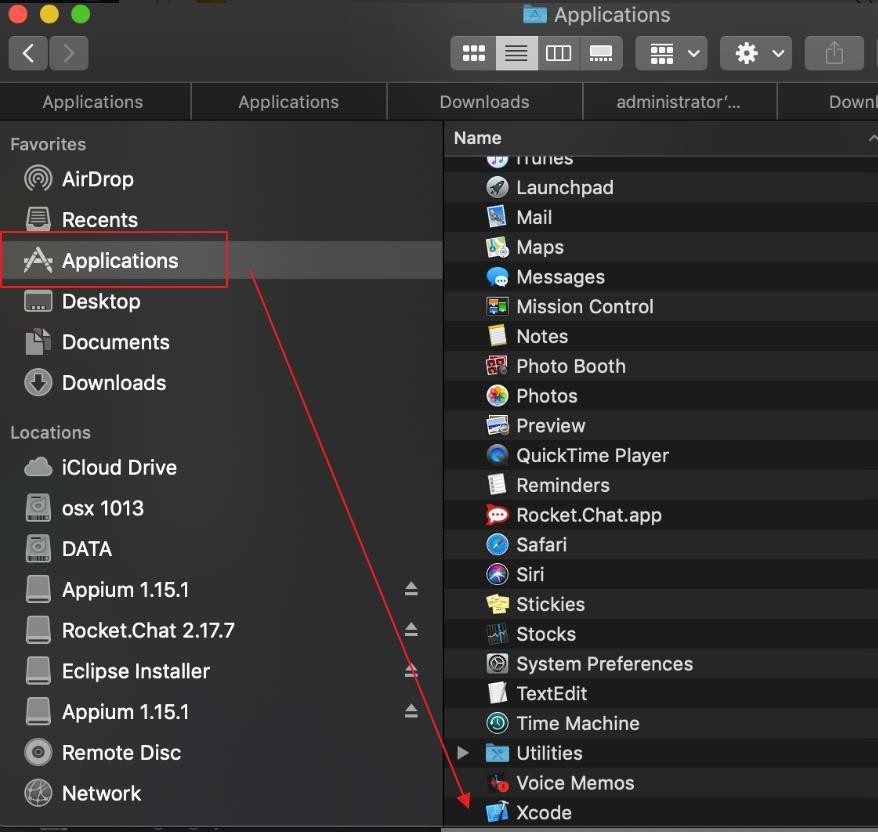 Applications
Applications
Applications
Downloads
administrator'...
Downl
Favorites
AirDrop
Recents
Applications
Desktop
Documents
Downloads
Locations
iCloud Drive
osx 1013
DATA
Appium 1.15.1
Rocket.Chat 2.17.7
Eclipse Installer
Appium 1.15.1
Remote Disc
Network
Name
iTunes
Launchpad
Mail
Maps
Messages
Mission Control
Notes
Photo Booth
Photos
Preview
QuickTime Player
Reminders
Rocket.Chat.app
Safari
Siri
Stickies
Stocks
System Preferences
TextEdit
Time Machine
Utilities
Voice Memos
Xcode